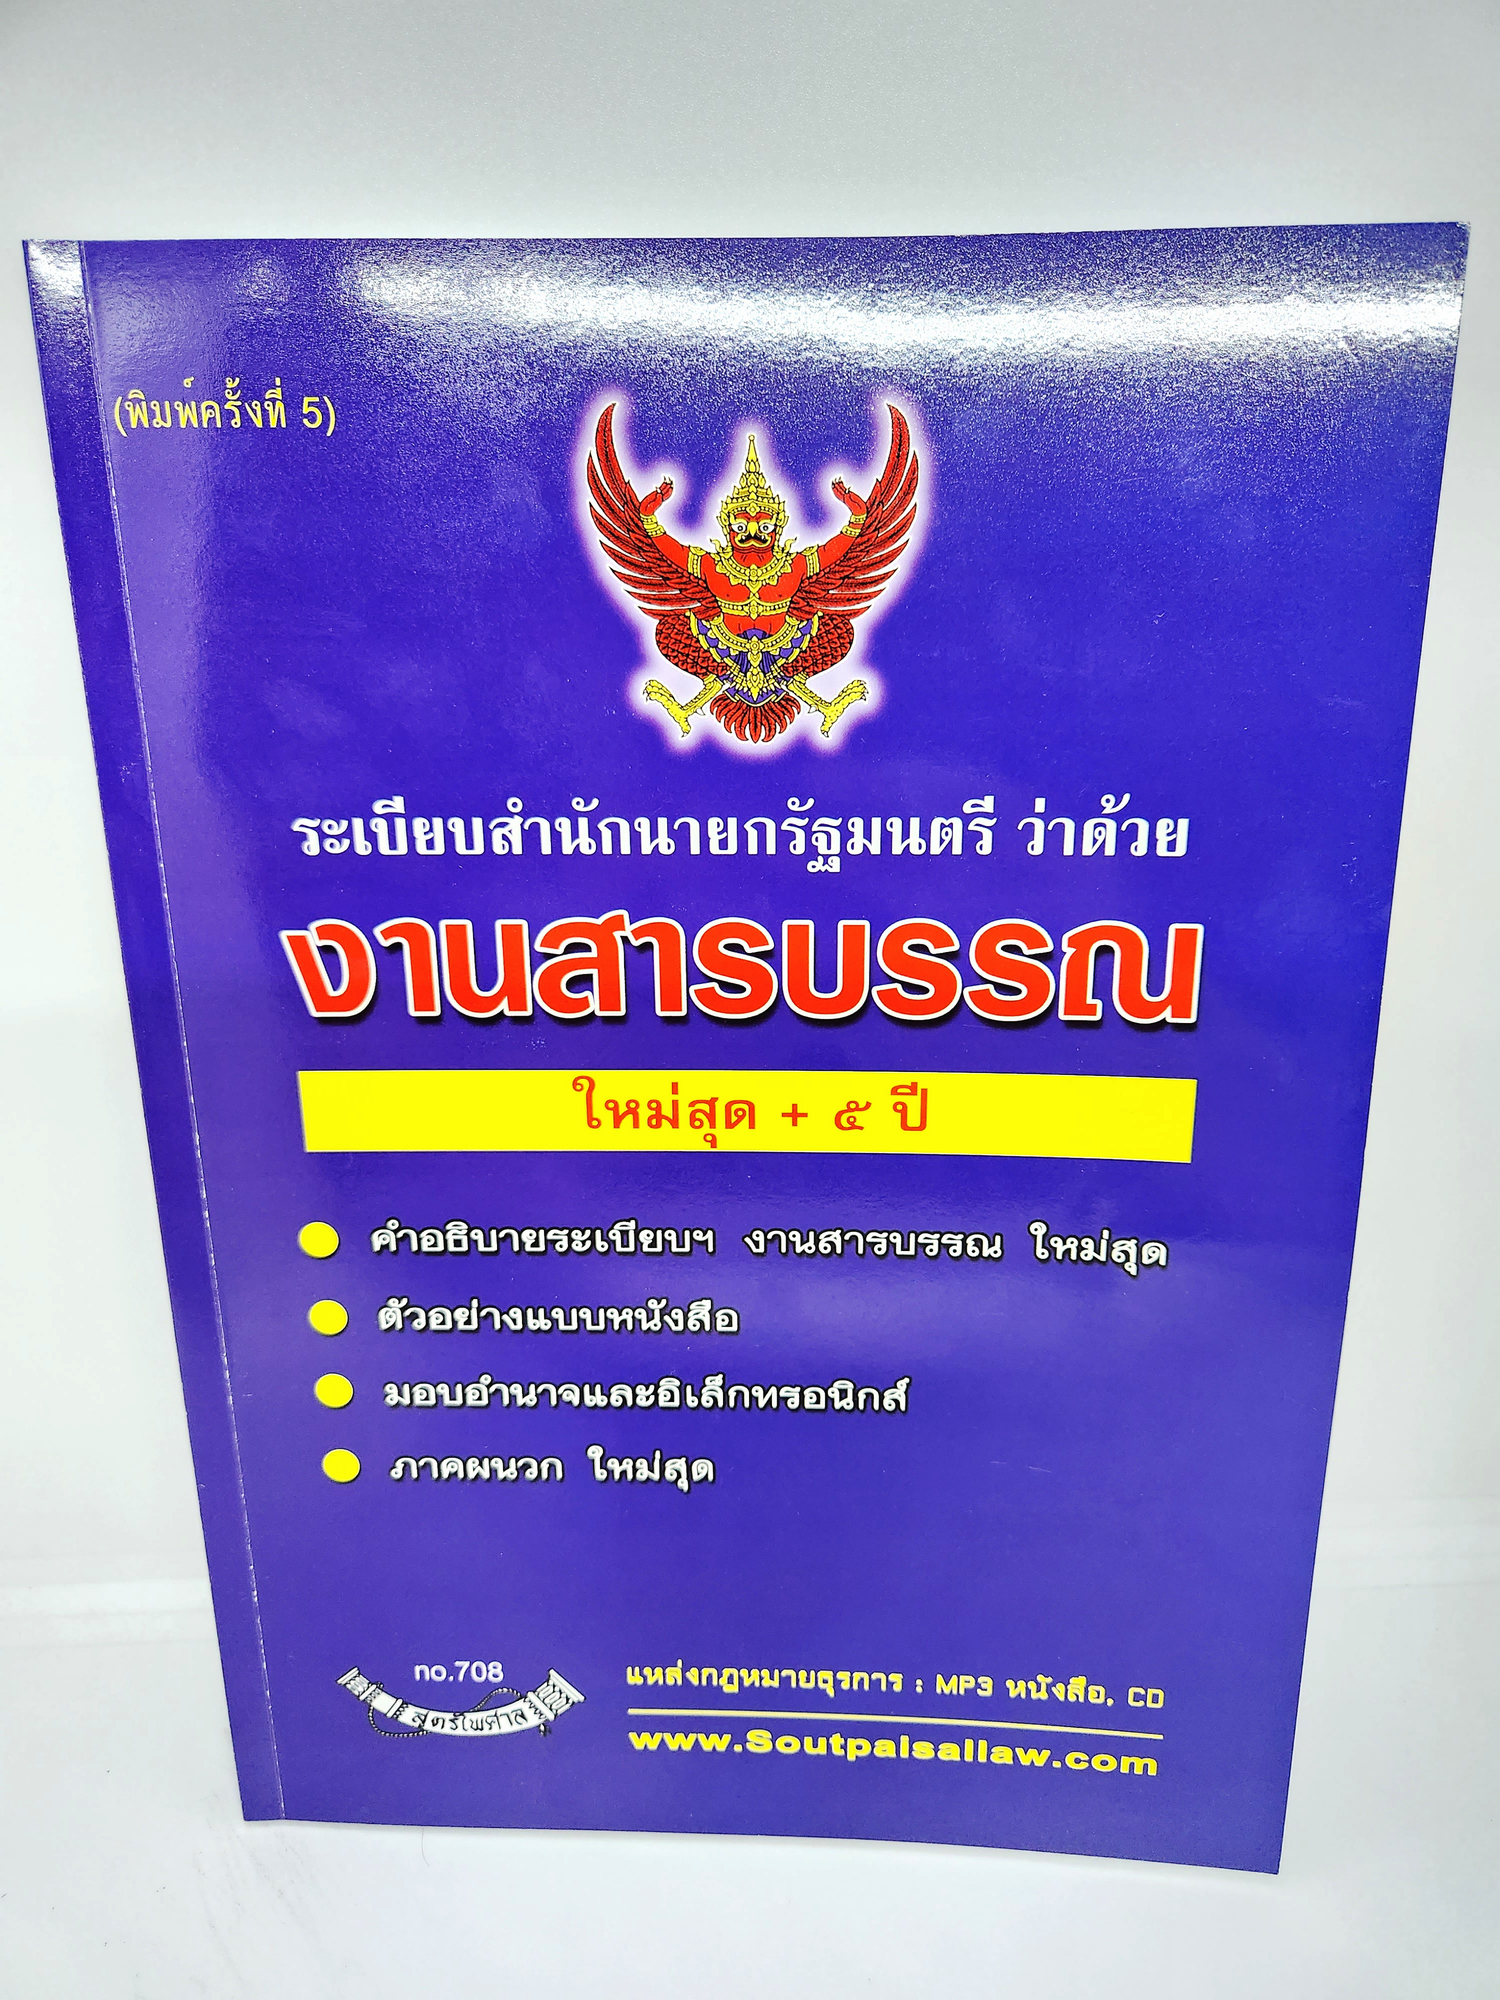 (พิมพ์ครั้งที่ 5)
ระเบียบสำนักนายกรัฐมนตรี ว่าด้วย
งานสารบรรณ
ใหม่สุด + ๕ ปี
คำอธิบายระเบียบฯ งานสารบรรณ ใหม่สุด
ตัวอย่างแบบหนังสือ
มอบอำนาจและอิเล็กทรอนิกส์
ภาคผนวก ใหม่สุด
no.708
สูตรไพศาล
แหล่งกฎหมายธุรการ : MP3 หนังสือ, CD
www.Soutpaisallaw.com